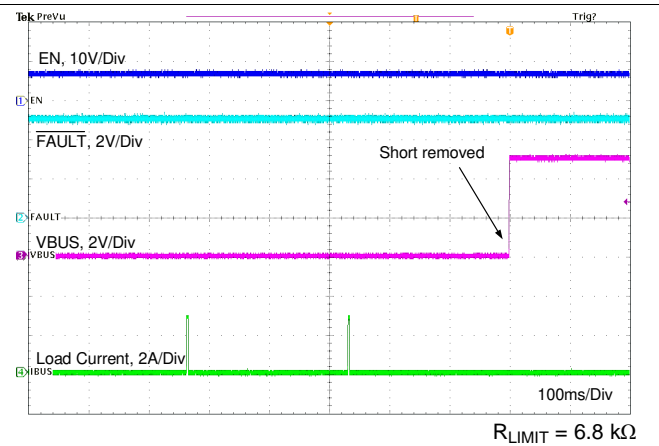 Tek PreVu
Trig?
T
EN, 10V/Div
1 EN
FAULT, 2V/Div
Short removed
2 FAULT
VBUS, 2V/Div
3 VBUS
Load Current, 2A/Div
4 IBUS
100ms/Div
R_LIMIT = 6.8 kΩ